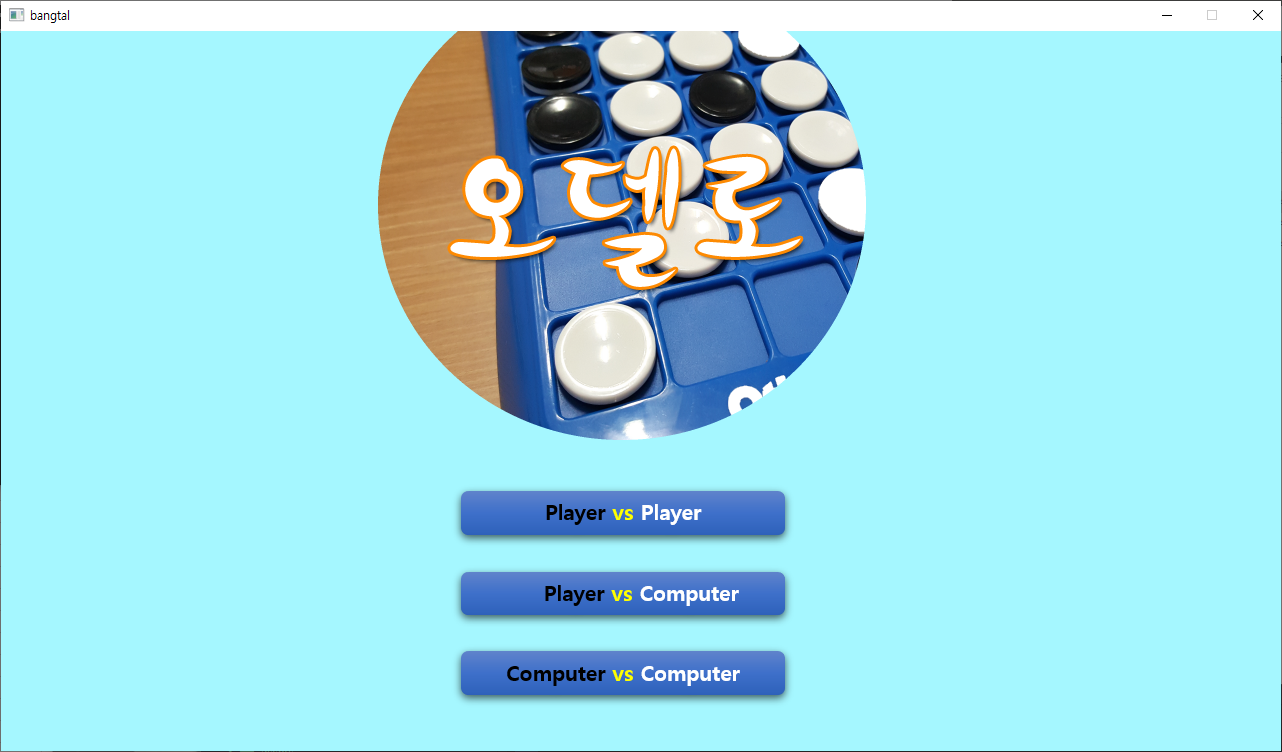 bangtal
오델로
Player vs Player
Player vs Computer
Computer vs Computer